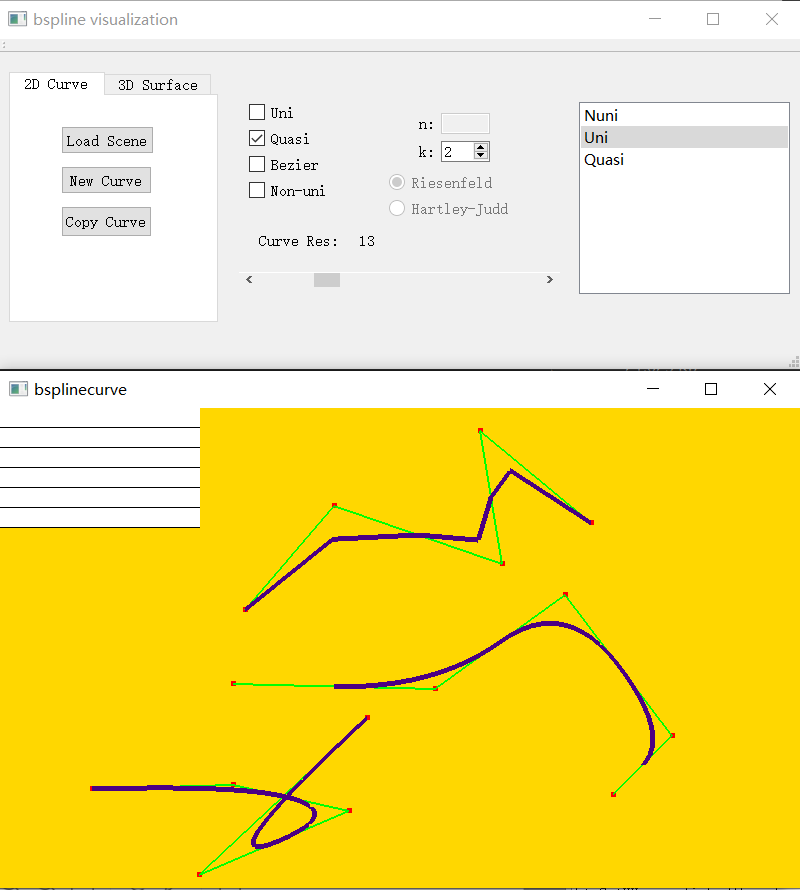 bspline visualization
2D Curve
3D Surface
Load Scene
New Curve
Copy Curve
Uni
Quasi
Bezier
Non-uni
n:
k: 2
Riesenfeld
Hartley-Judd
Curve Res: 13
Nuni
Uni
Quasi
bsplinecurve